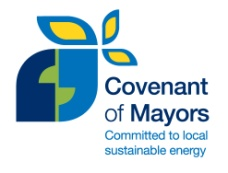 Covenant
of Mayors
Committed to local
sustainable energy